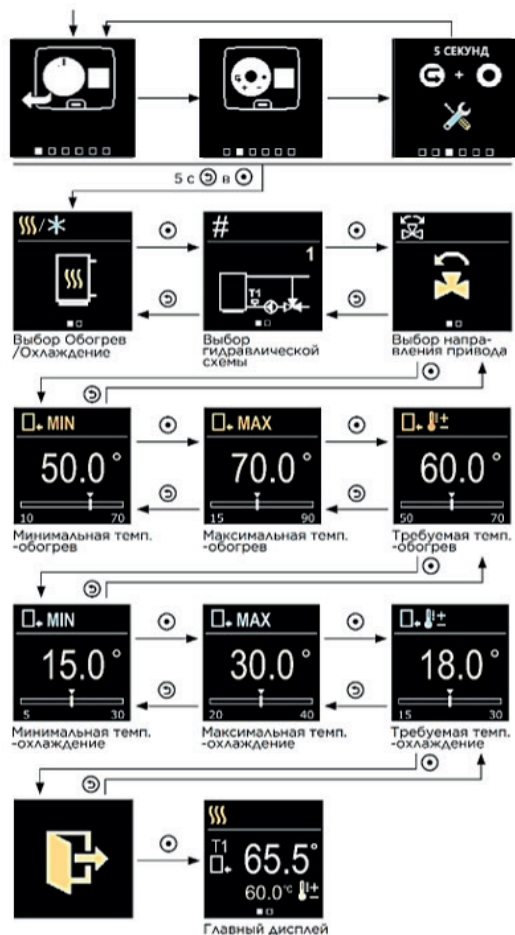 5 СЕКУНД
+
5 с в
/
#
1
T1
Выбор Обогрев
/Охлаждение
Выбор
гидравлической
схемы
Выбор направ-
вления привода
MIN
50.0 °
10 70
Минимальная темп.
-обогрев
MAX
70.0 °
15 90
Максимальная темп.
-обогрев
60.0 °
50 70
Требуемая темп.
-обогрев
MIN
15.0 °
5 30
Минимальная темп.
-охлаждение
MAX
30.0 °
20 40
Максимальная темп.
-охлаждение
18.0 °
15 30
Требуемая темп.
-охлаждение
T1
65.5°
60.0°C
Главный дисплей